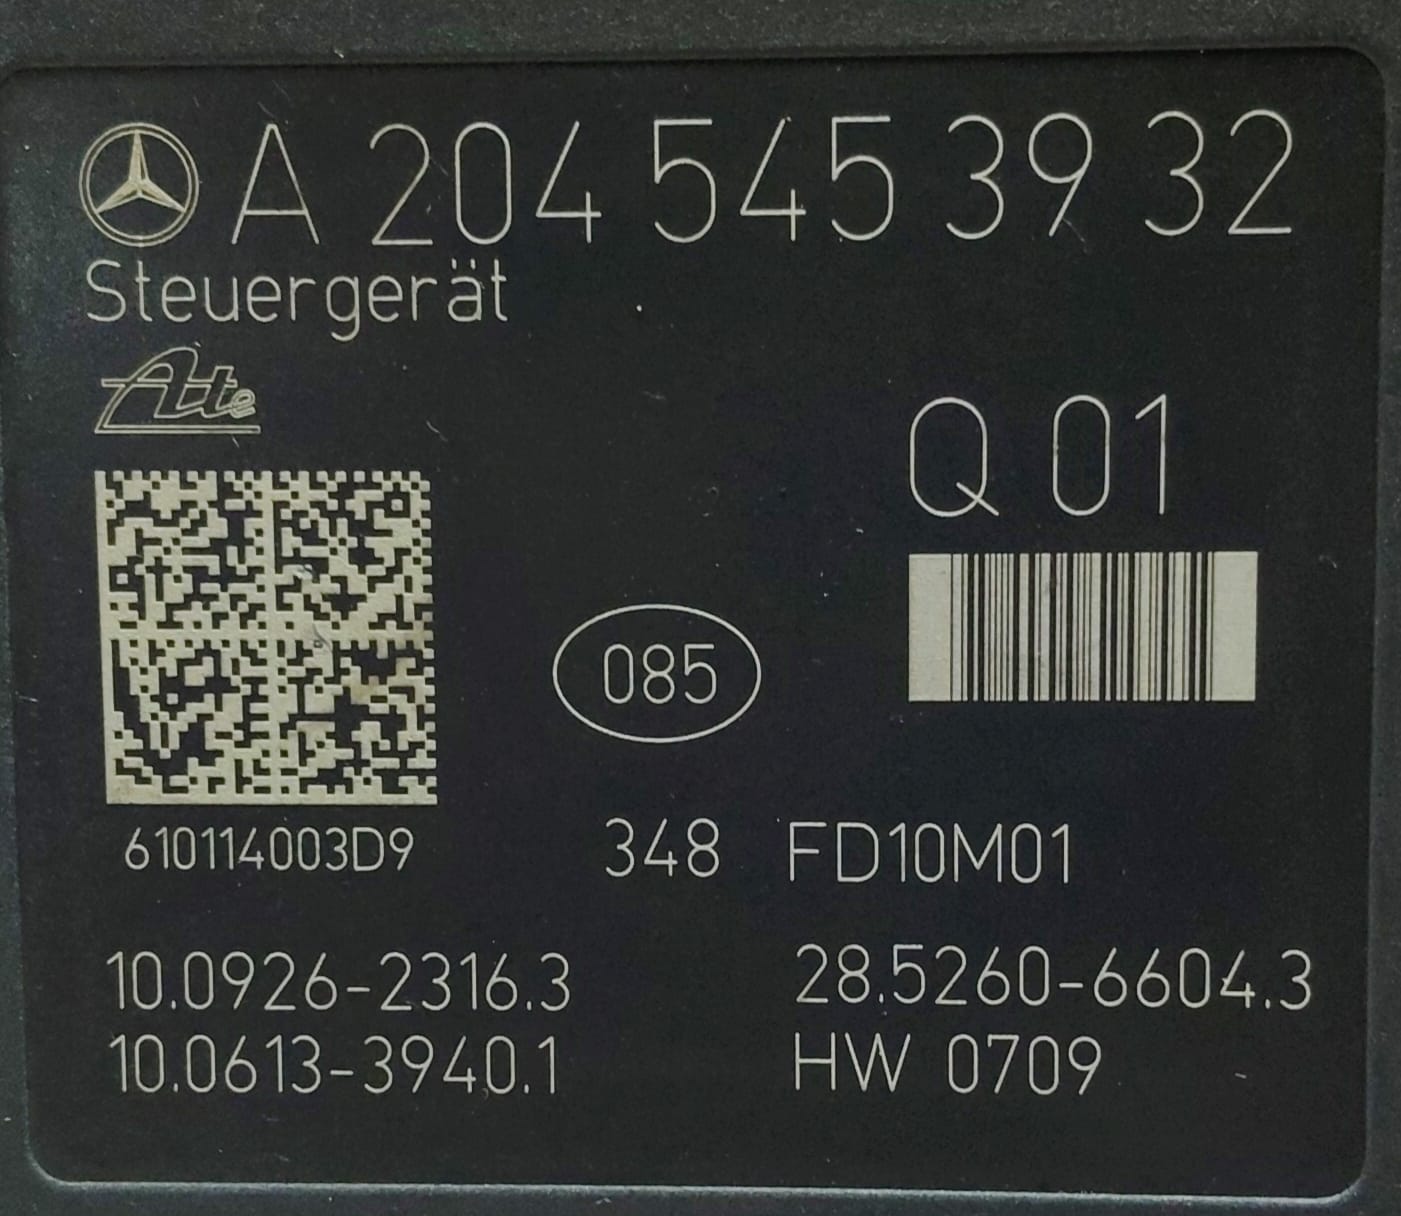 A 204 545 39 32
Steuergerät
Ate
Q 01
085
610114003D9
348 FD10M01
10.0926-2316.3 28.5260-6604.3
10.0613-3940.1 HW 0709